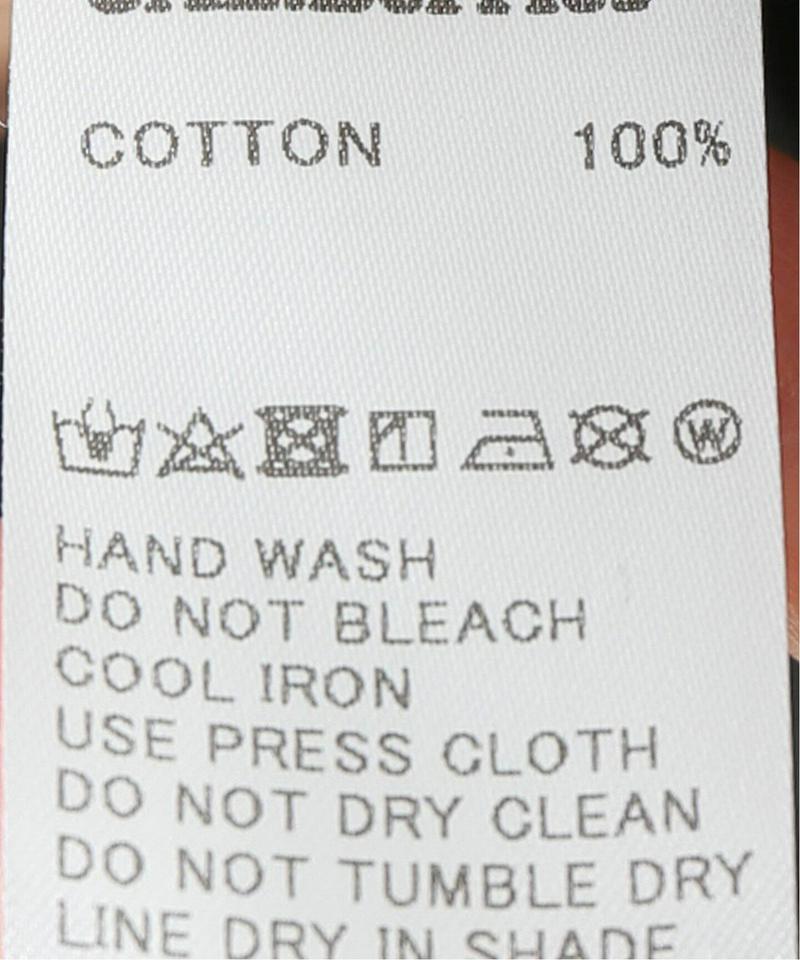 COTTON 100%
W
HAND WASH
DO NOT BLEACH
COOL IRON
USE PRESS CLOTH
DO NOT DRY CLEAN
DO NOT TUMBLE DRY
LINE DRY IN SHADE